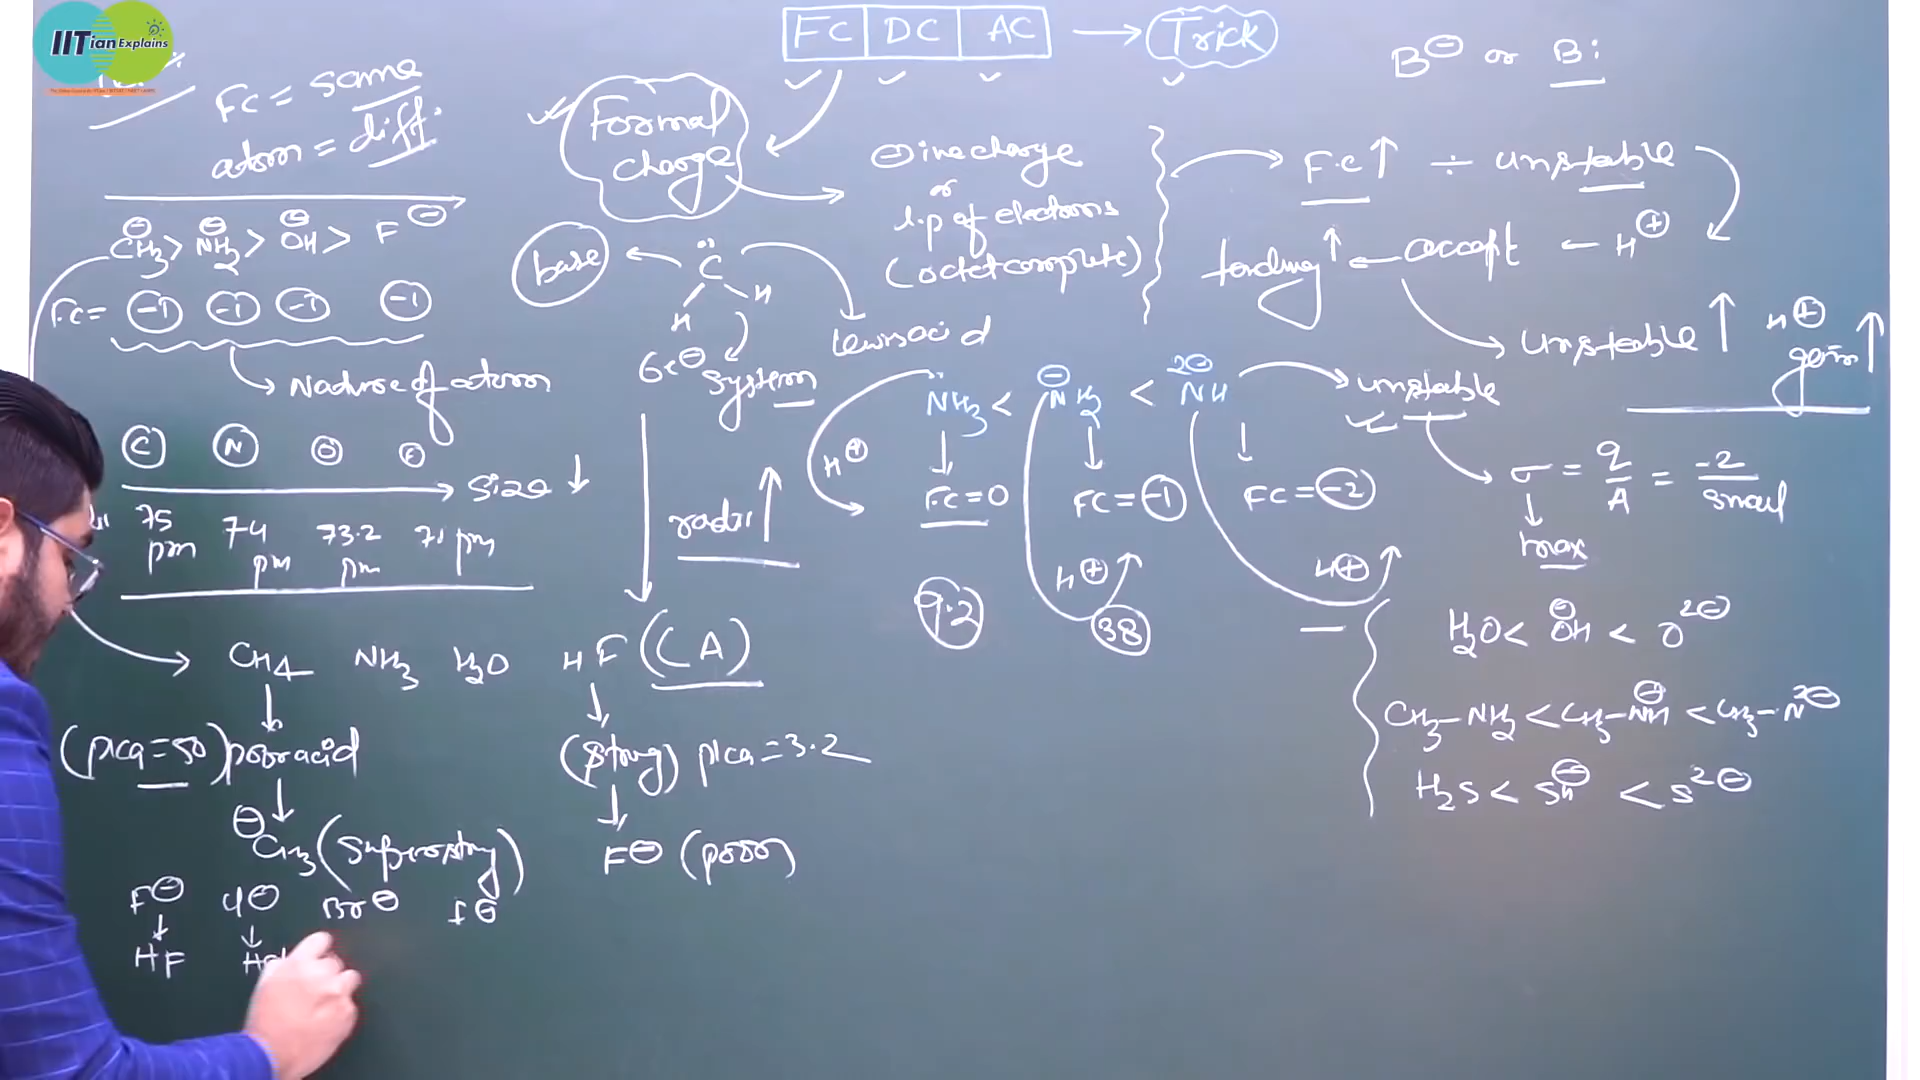 IITian Explains
FC DC AC → Trick
B⊖ or B:
FC = same
atom = diff.
CH3⊖ > NH2⊖ > OH⊖ > F⊖
FC = -1 -1 -1 -1
→ Nature of atom
C N O F
→ size ↓
75 pm 74 pm 73.2 pm 71 pm
Formal charge
⊖ive charge
or
l.p of electrons
(octet complete)
base ← C̈ H H
Lewis acid
6e⊖ system
radii ↑
F.C ↑ ÷ unstable
tendency ↑ ← accept ← H⊕
unstable ↑ H⊕ gain ↑
N̈H3 < NH2⊖ < NH2⊖ → unstable
H⊕
FC = 0 FC = -1 FC = -2
σ = q/A = -2/small
↓
max
9.2 H⊕ 38 H⊕
H2O < OH⊖ < O2⊖
CH3-NH2 < CH3-NH⊖ < CH3-N2⊖
H2S < SH⊖ < S2⊖
→ CH4 NH3 H2O HF (CA)
(pKa = 50) poor acid (strong) pKa = 3.2
CH3⊖ (Super strong) F⊖ (poor)
F⊖ Cl⊖ Br⊖ I⊖
↓ ↓
HF HCl